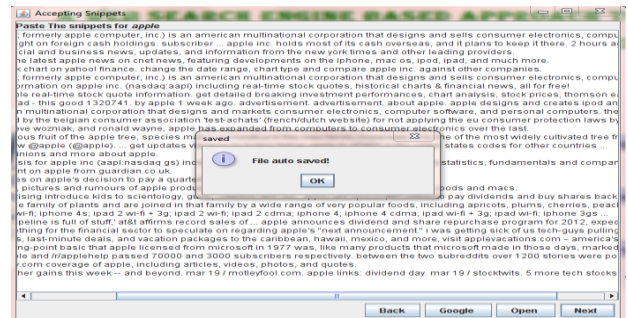 Accepting Snippets
SEARCH ENGINE BASED
Paste The snippets for apple
formerly apple computer, inc.) is an american multinational corporation that designs and sells consumer electronics, compu
ght on foreign cash holdings. subscriber ... apple inc. holds most of its cash overseas, and it plans to keep it there. 2 hours a
cial and business news, updates, and information from the new york times and other leading providers.
he latest apple news on cnet news, featuring developments on the iphone, mac os, ipod, ipad, and much more.
k chart on yahoo! finance. change the date range, chart type and compare apple inc. against other companies.
; formerly apple computer, inc.) is an american multinational corporation that designs and sells consumer electronics, compu
ormation on apple inc. (nasdaq:aapl) including real-time stock quotes, historical charts & financial news, all for free!
ple real-time stock quote information. get detailed breaking investment performances, chart analysis, stock prices, thomson e
ad - this good 1320741. by apple 1 week ago. advertisement. advertisement. about apple. apple designs and creates ipod an
n multinational corporation that designs and markets consumer electronics, computer software, and personal computers. the
d by the belgian consumer association 'test-achats' (french/dutch website) for not applying the eu consumer protection laws b
ve wozniak, and ronald wayne, apple has expanded from computers to consumer electronics over the last.
ous fruit of the apple tree, species m
ne of the most widely cultivated tree fr
w @apple (@apple). ... get updates vi
states codes for other countries ...
inions and more about apple.
sis for apple inc (aapl:nasdaq gs) inc
statistics, fundamentals and compar
nt on apple from guardian.co.uk.
es on apple's decision to pay a quarte
, pictures and rumours of apple produ
oods and macs.
tising introduce kids to scientology, gu
o pay dividends and buy shares back
e family of plants and are joined in that family by a wide range of very popular foods, including apricots, plums, cherries, peac
wi-fi; iphone 4s; ipad 2 wi-fi + 3g; ipad 2 wi-fi; ipad 2 cdma; iphone 4; iphone 4 cdma; ipad wi-fi + 3g; ipad wi-fi; iphone 3gs ...
peline is full of stuff,' at&t affirms record sales of ... apple announces dividend and share repurchase program for 2012, expec
othing for the financial sector to speculate on regarding apple's "next announcement." i was getting sick of us tech-guys pulling
s, last-minute deals, and vacation packages to the caribbean, hawaii, mexico, and more, visit applevacations.com – america's
ng-point basic that apple licensed from microsoft in 1977 was, like many products that microsoft made in those days, marked
ple and /r/applehelp passed 70000 and 3000 subscribers respectively. between the two subreddits over 1200 stories were po
y.com coverage of apple, including articles, videos, photos, and quotes.
her gains this week -- and beyond. mar 19 / motleyfool.com. apple links: dividend day. mar 19 / stocktwits. 5 more tech stocks
saved
File auto saved!
OK
Back
Google
Open
Next